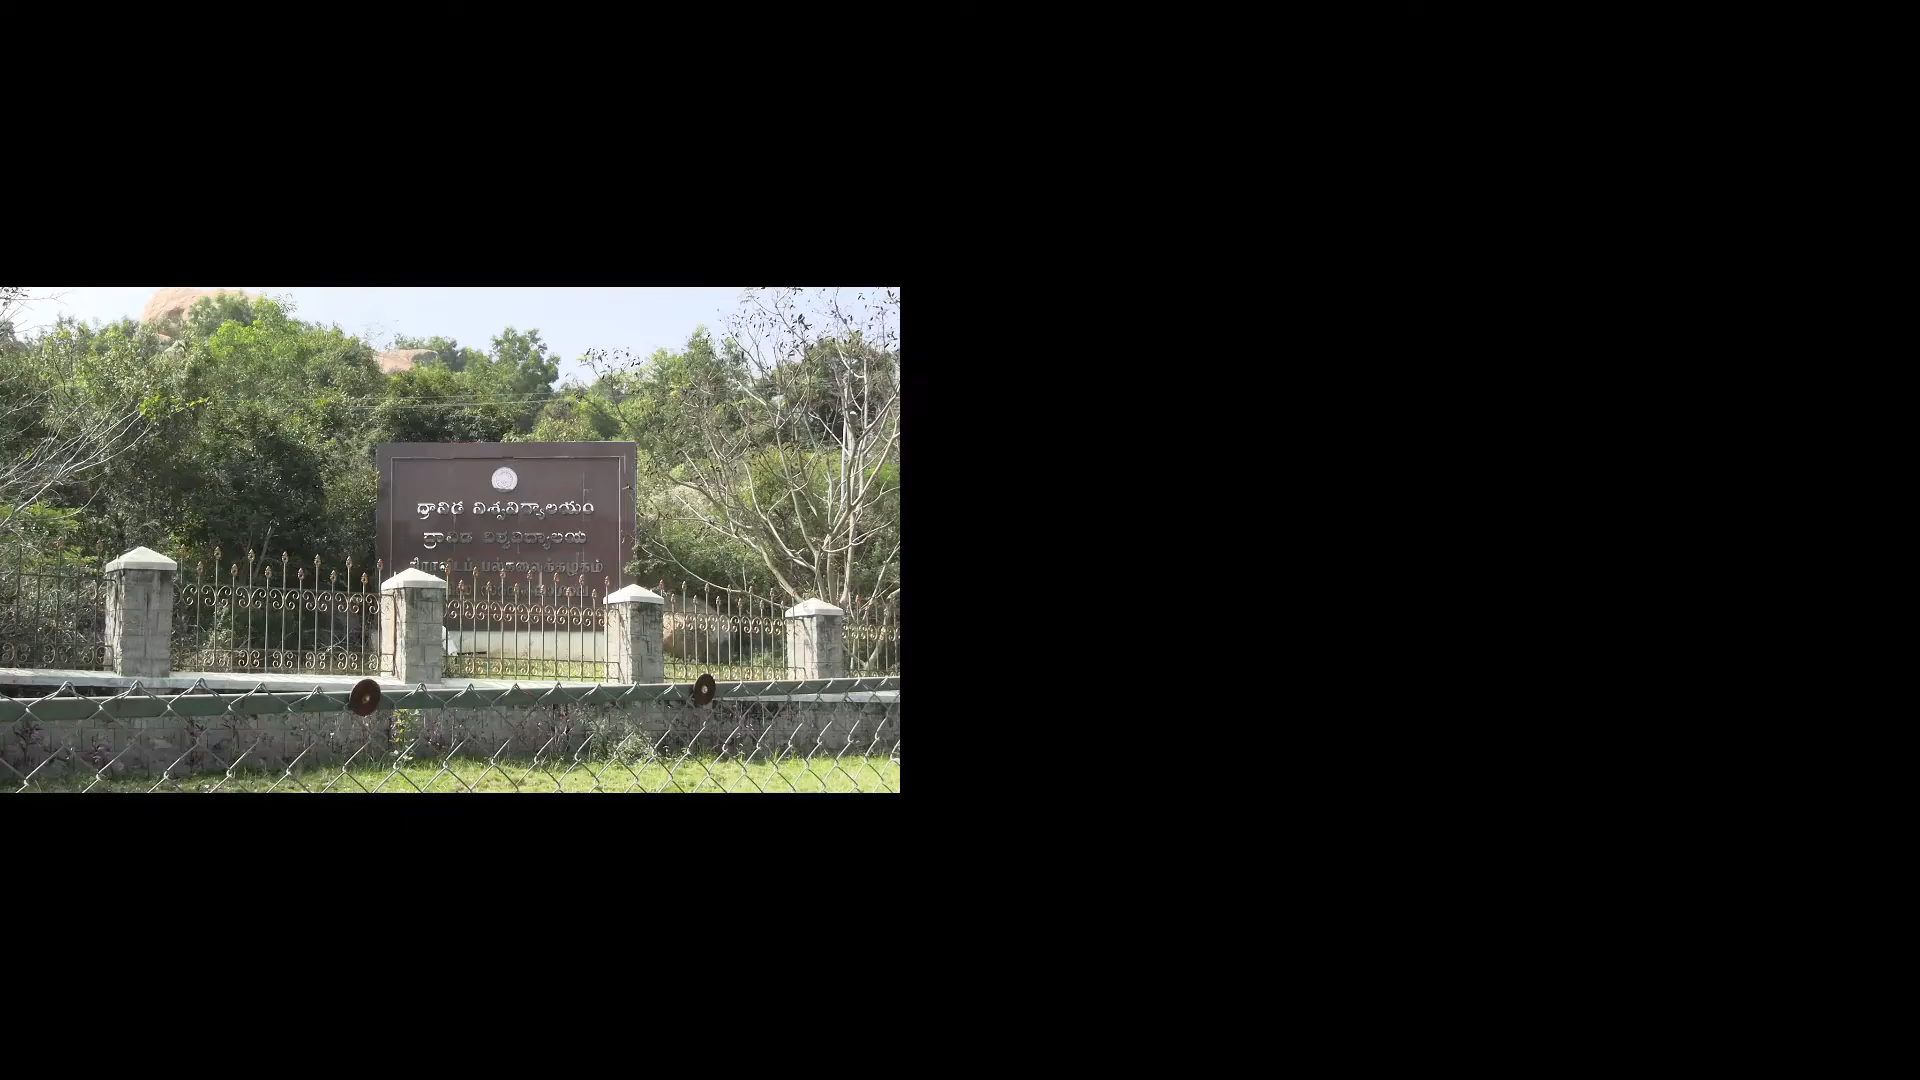 ద్రావిడ విశ్వవిద్యాలయం
ದ್ರಾವಿಡ ವಿಶ್ವವಿದ್ಯಾಲಯ
திராவிடப் பல்கலைக்கழகம்